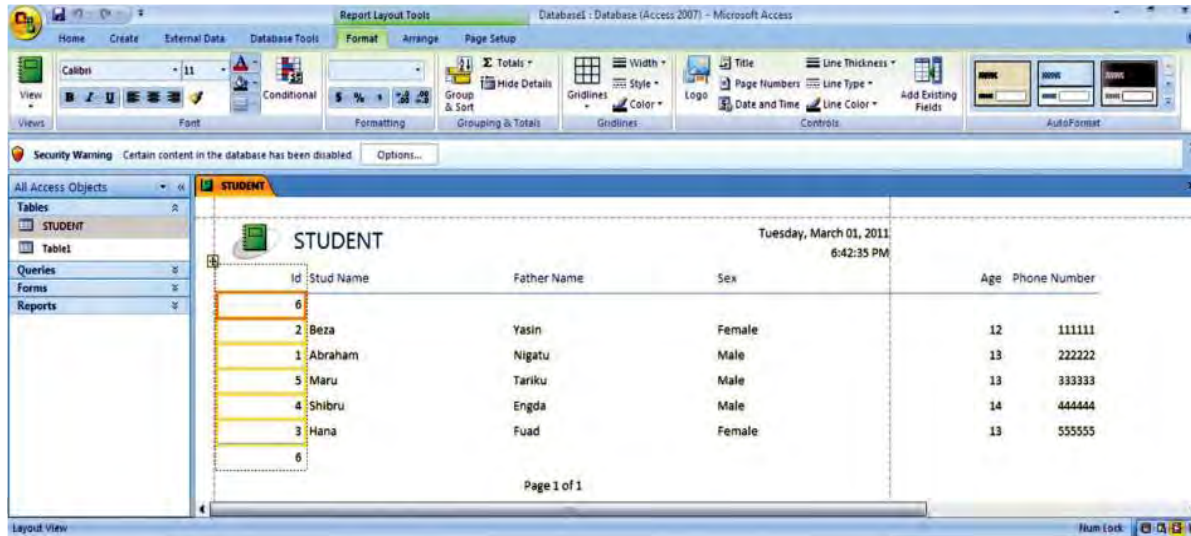 Report Layout Tools Database1 : Database (Access 2007) - Microsoft Access
Home Create External Data Database Tools Format Arrange Page Setup
Calibri 11 Σ Totals Width Title Line Thickness
Hide Details Style Page Numbers Line Type
View B I U Conditional $ % , Group & Sort Gridlines Color Logo Date and Time Line Color Add Existing Fields
Views Font Formatting Grouping & Totals Gridlines Controls AutoFormat
Security Warning Certain content in the database has been disabled Options...
All Access Objects STUDENT
Tables
STUDENT
Table1
Queries
Forms
Reports
STUDENT Tuesday, March 01, 2011
6:42:35 PM
Id Stud Name Father Name Sex Age Phone Number
6
2 Beza Yasin Female 12 111111
1 Abraham Nigatu Male 13 222222
5 Maru Tariku Male 13 333333
4 Shibru Engda Male 14 444444
3 Hana Fuad Female 13 555555
6
Page 1 of 1
Layout View Num Lock